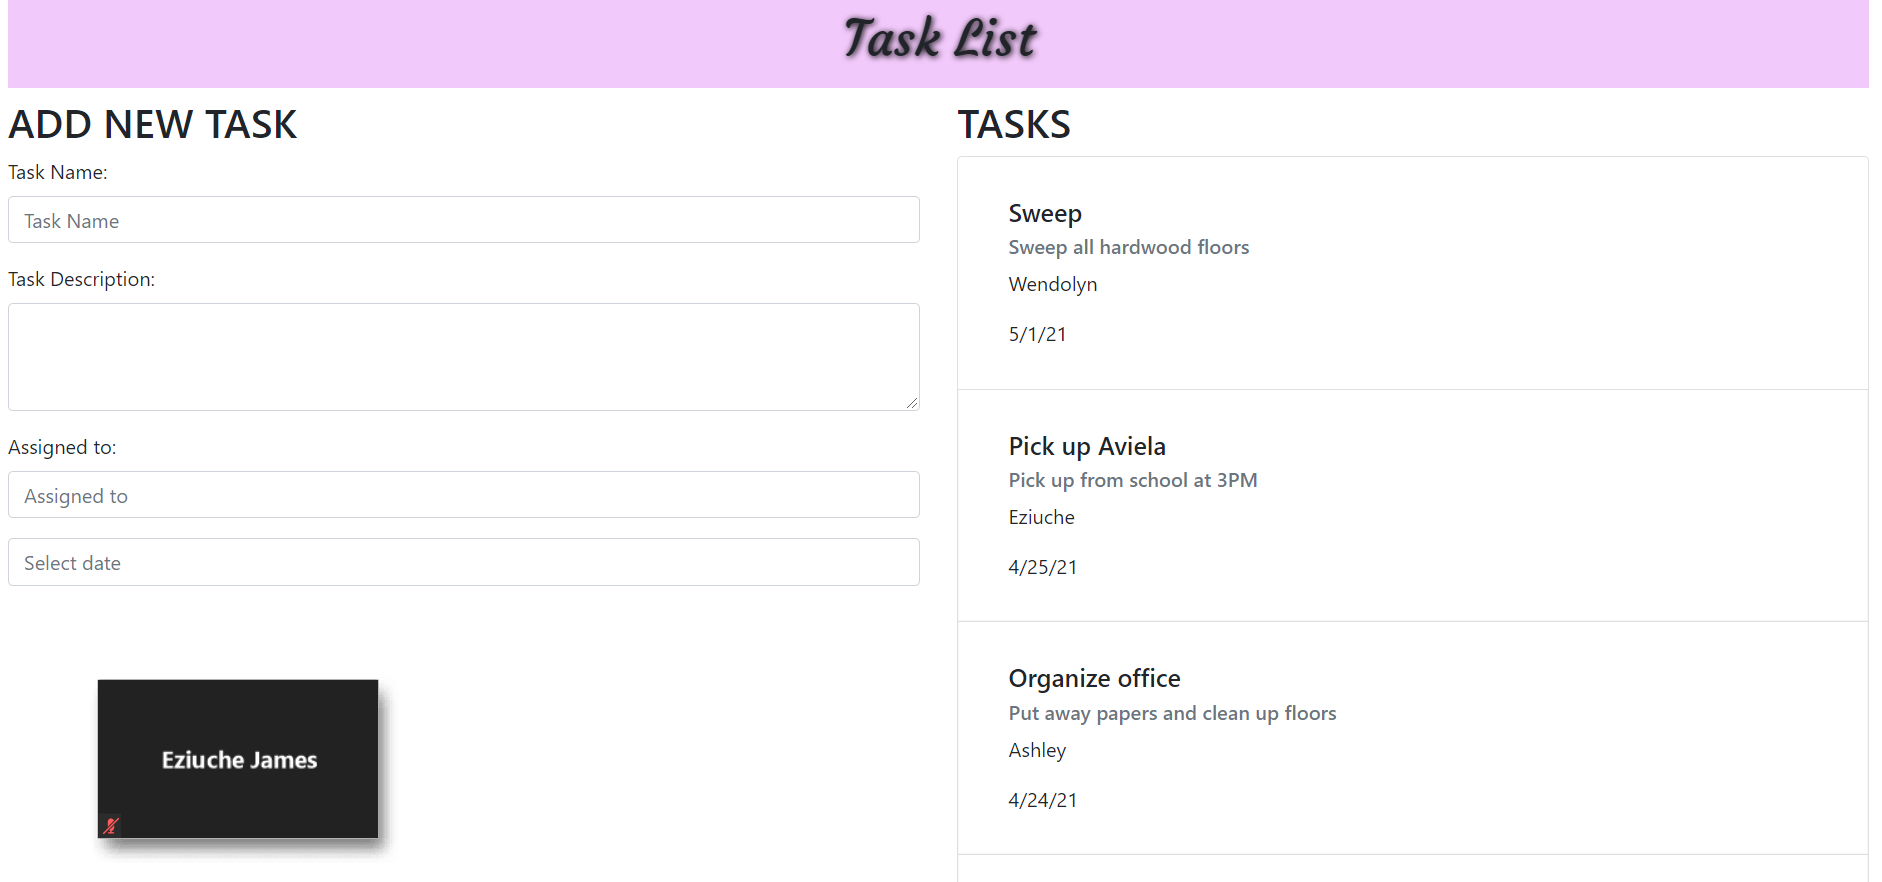 Task List
ADD NEW TASK
Task Name:
Task Name
Task Description:
Assigned to:
Assigned to
Select date
Eziuche James
TASKS
Sweep
Sweep all hardwood floors
Wendolyn
5/1/21
Pick up Aviela
Pick up from school at 3PM
Eziuche
4/25/21
Organize office
Put away papers and clean up floors
Ashley
4/24/21